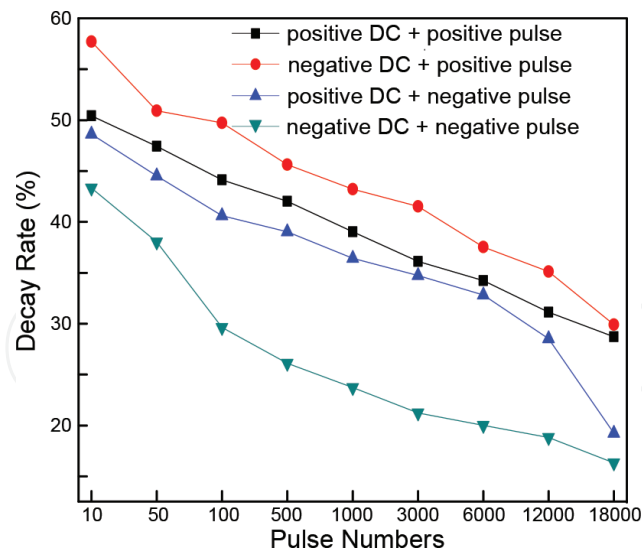 60
50
40
30
20
Decay Rate (%)
positive DC + positive pulse
negative DC + positive pulse
positive DC + negative pulse
negative DC + negative pulse
10 50 100 500 1000 3000 6000 12000 18000
Pulse Numbers